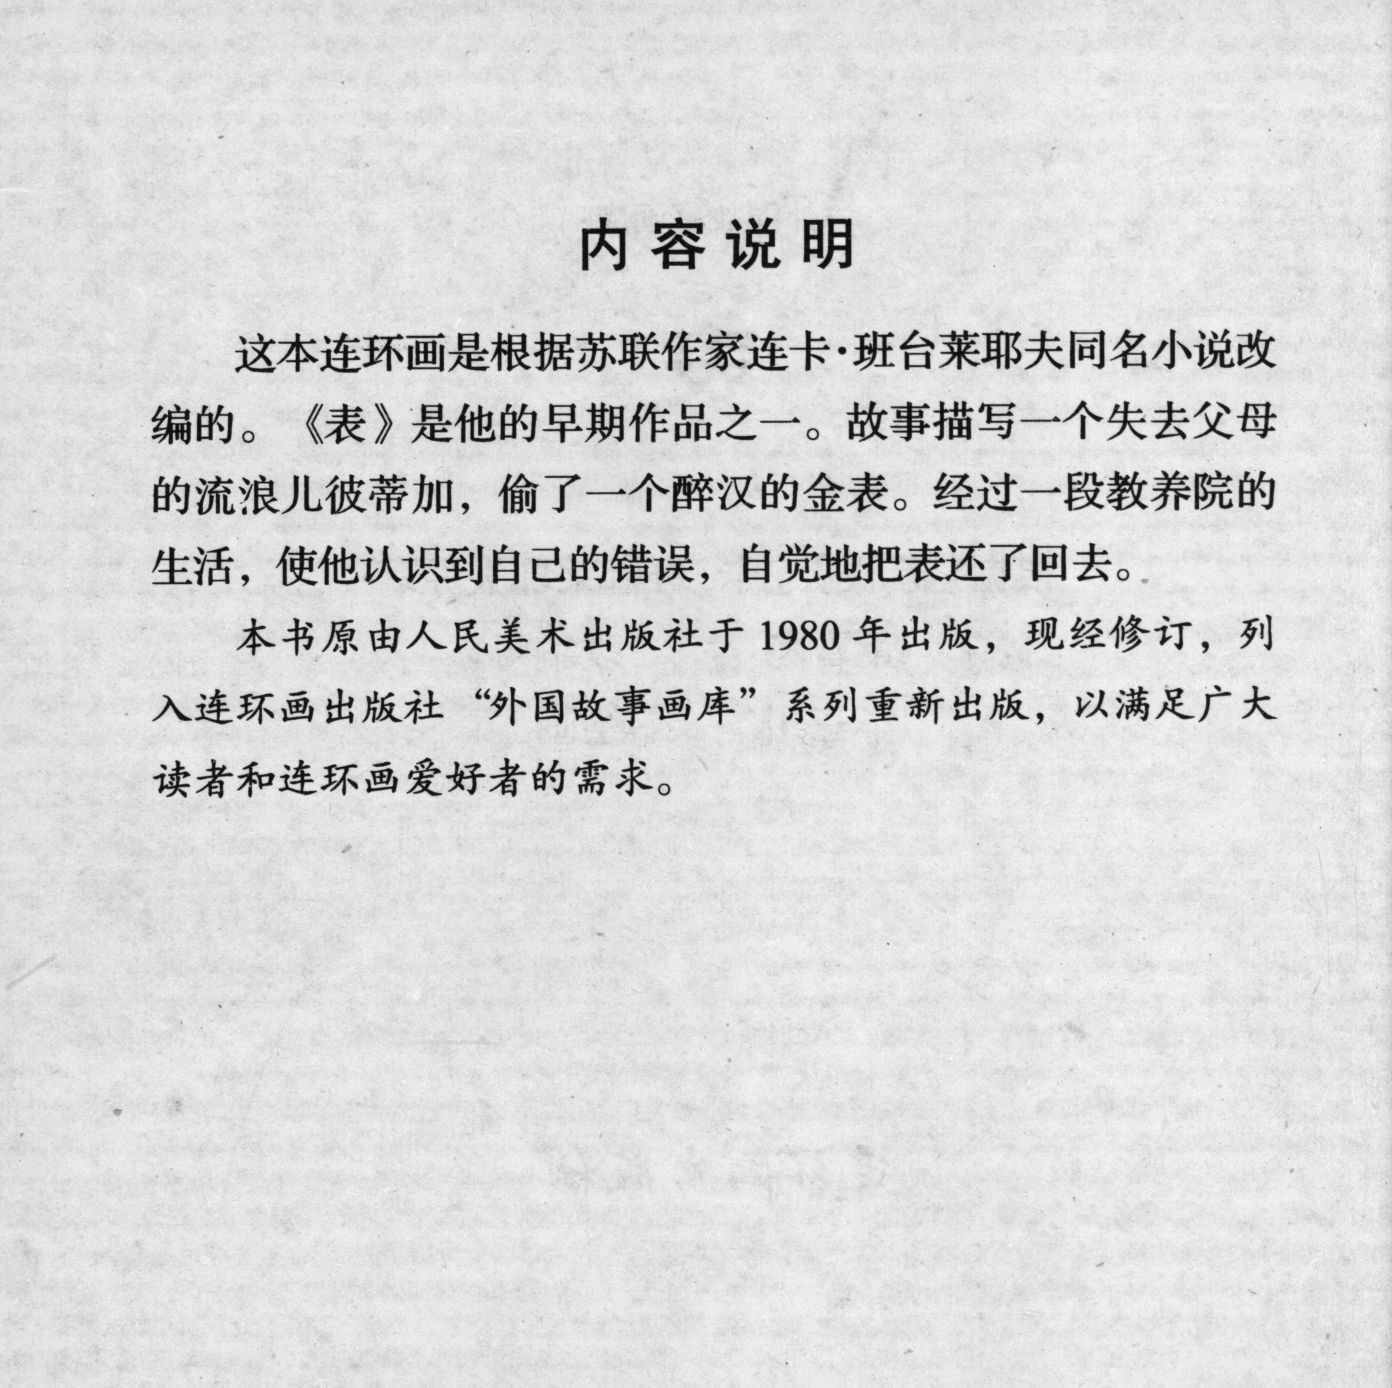 内容说明
这本连环画是根据苏联作家连卡·班台莱耶夫同名小说改
编的。《表》是他的早期作品之一。故事描写一个失去父母
的流浪儿彼蒂加，偷了一个醉汉的金表。经过一段教养院的
生活，使他认识到自己的错误，自觉地把表还了回去。
本书原由人民美术出版社于 1980 年出版，现经修订，列
入连环画出版社“外国故事画库”系列重新出版，以满足广大
读者和连环画爱好者的需求。